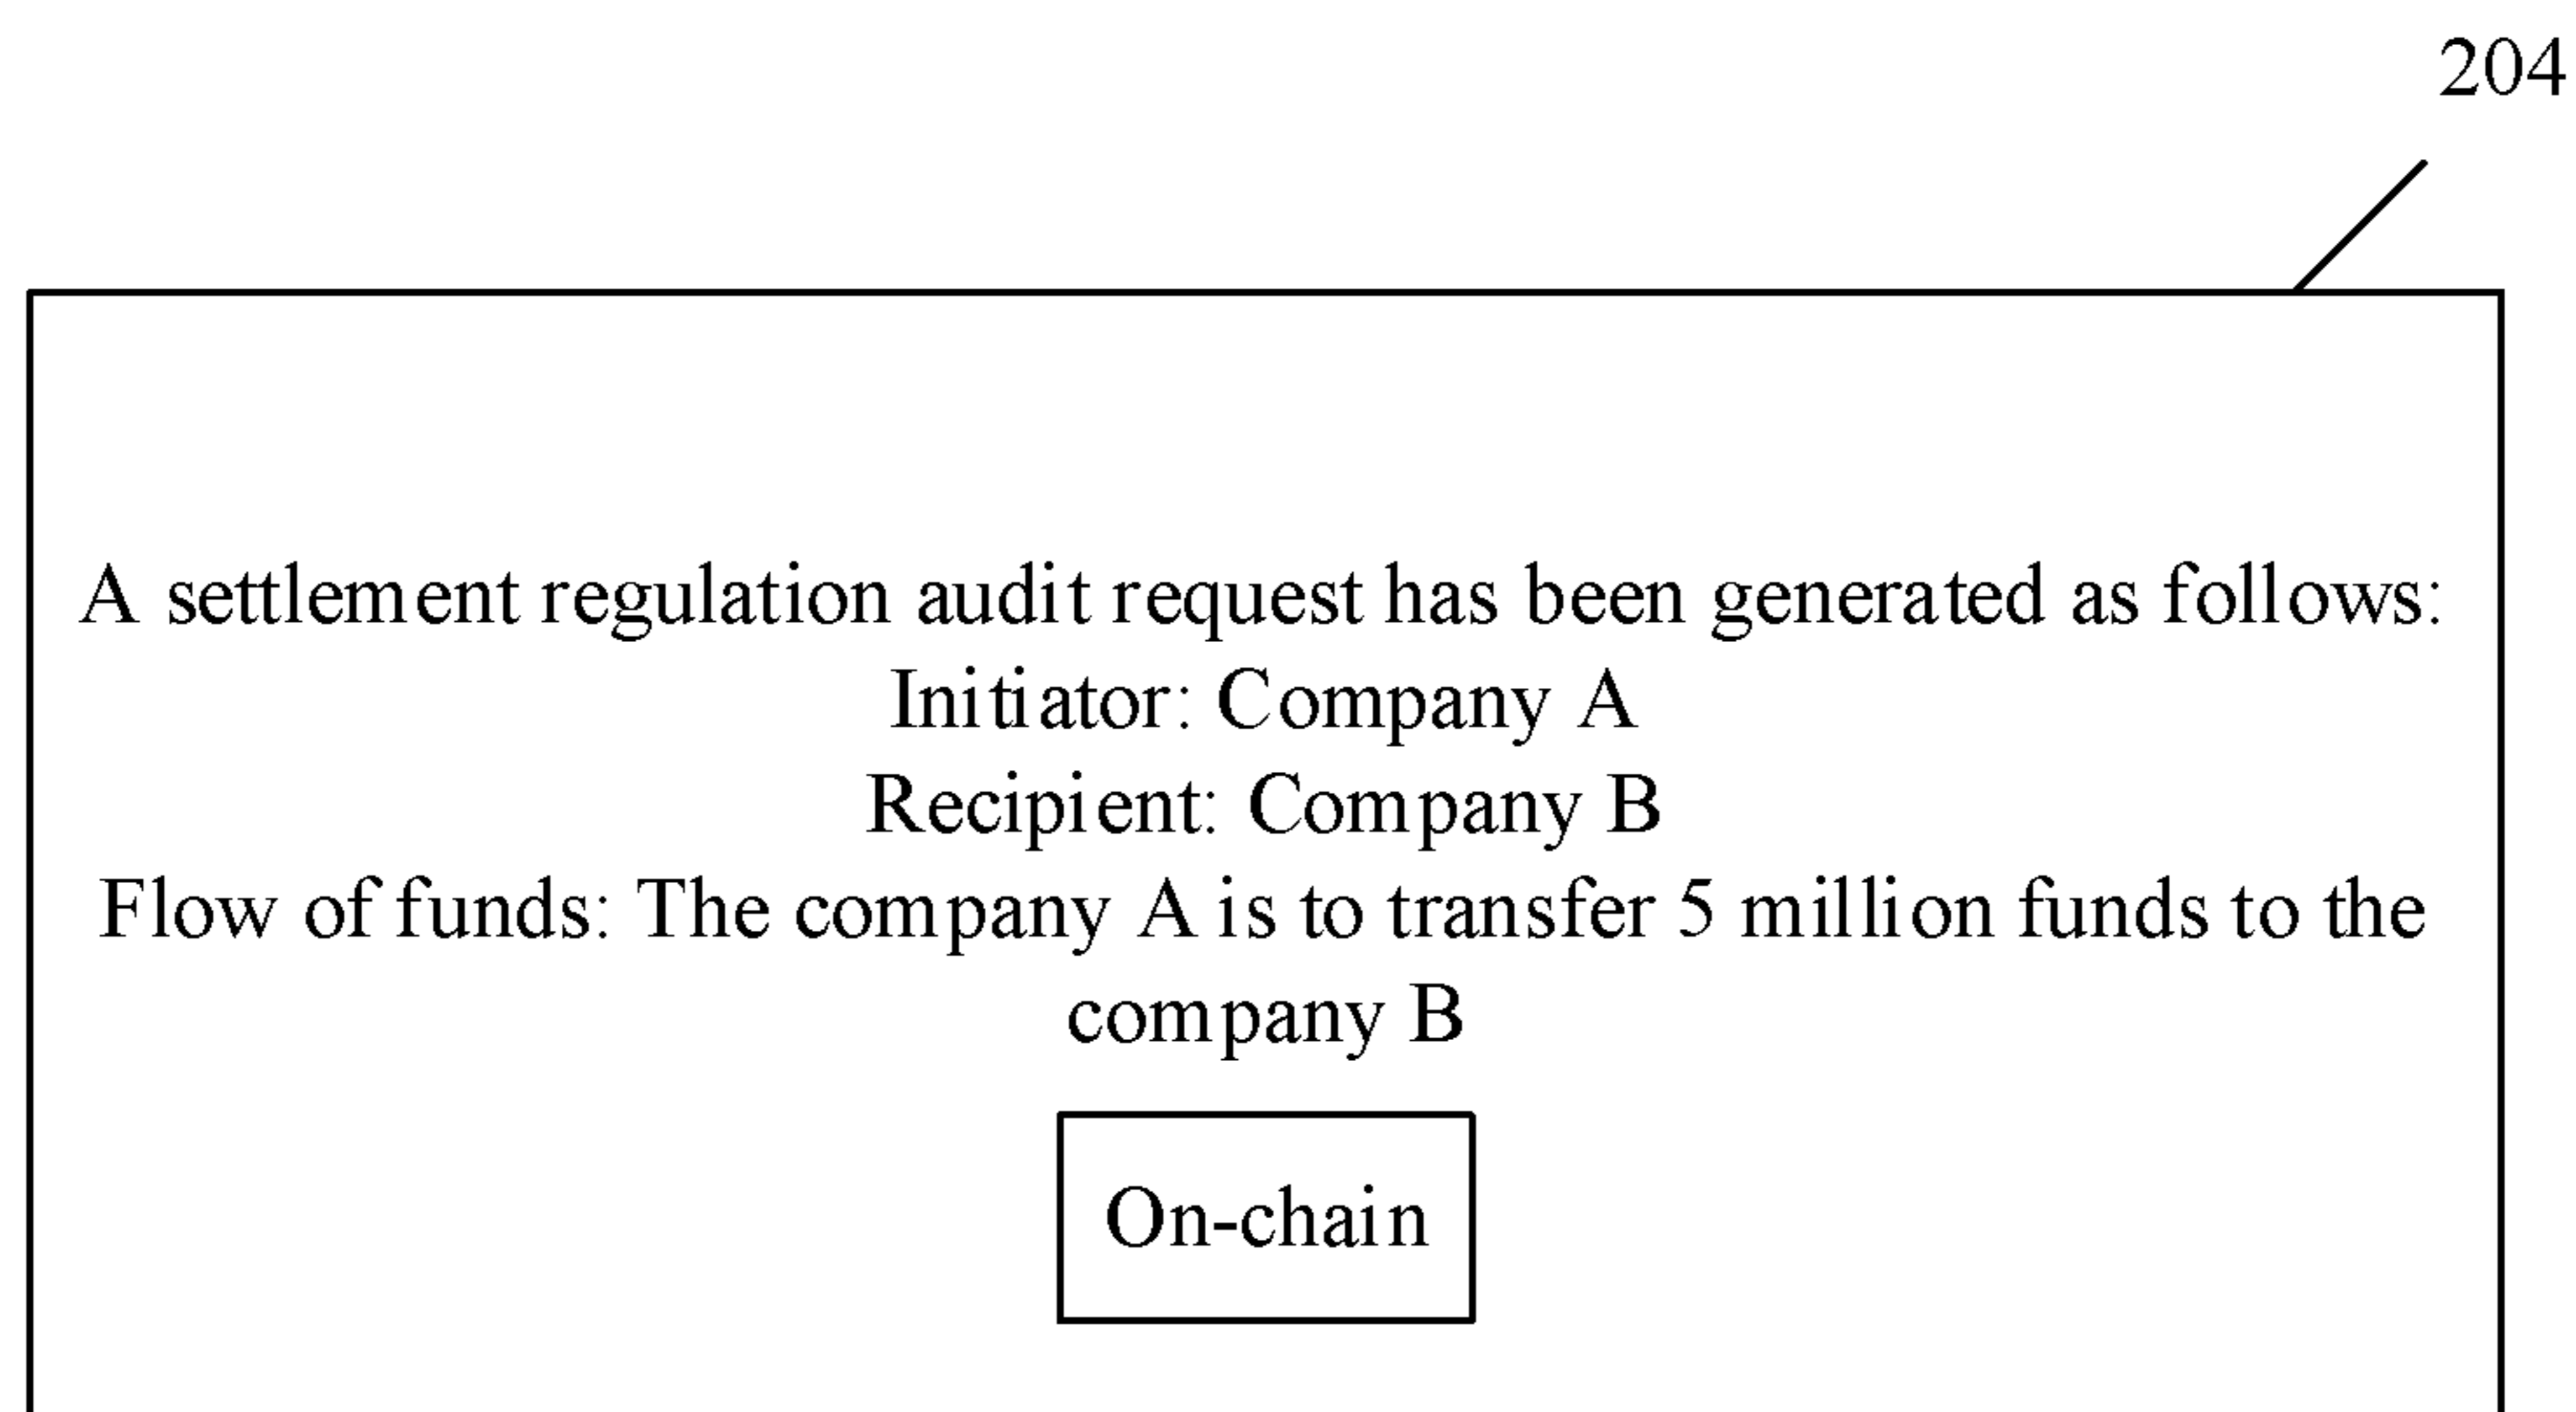 204
A settlement regulation audit request has been generated as follows:
Initiator: Company A
Recipient: Company B
Flow of funds: The company A is to transfer 5 million funds to the
company B
On-chain